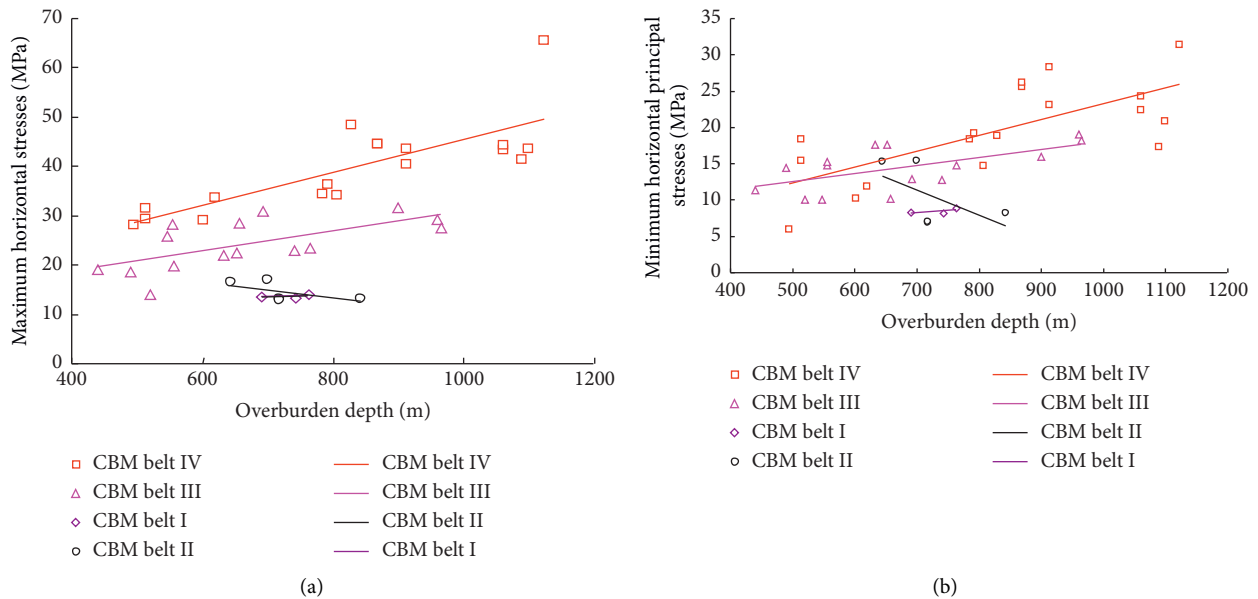 Maximum horizontal stresses (MPa)
70
60
50
40
30
20
10
0
400 600 800 1000 1200
Overburden depth (m)
CBM belt IV CBM belt IV
CBM belt III CBM belt III
CBM belt I CBM belt II
CBM belt II CBM belt I
(a)
Minimum horizontal principal
stresses (MPa)
35
30
25
20
15
10
5
0
400 500 600 700 800 900 1000 1100 1200
Overburden depth (m)
CBM belt IV CBM belt IV
CBM belt III CBM belt III
CBM belt I CBM belt II
CBM belt II CBM belt I
(b)